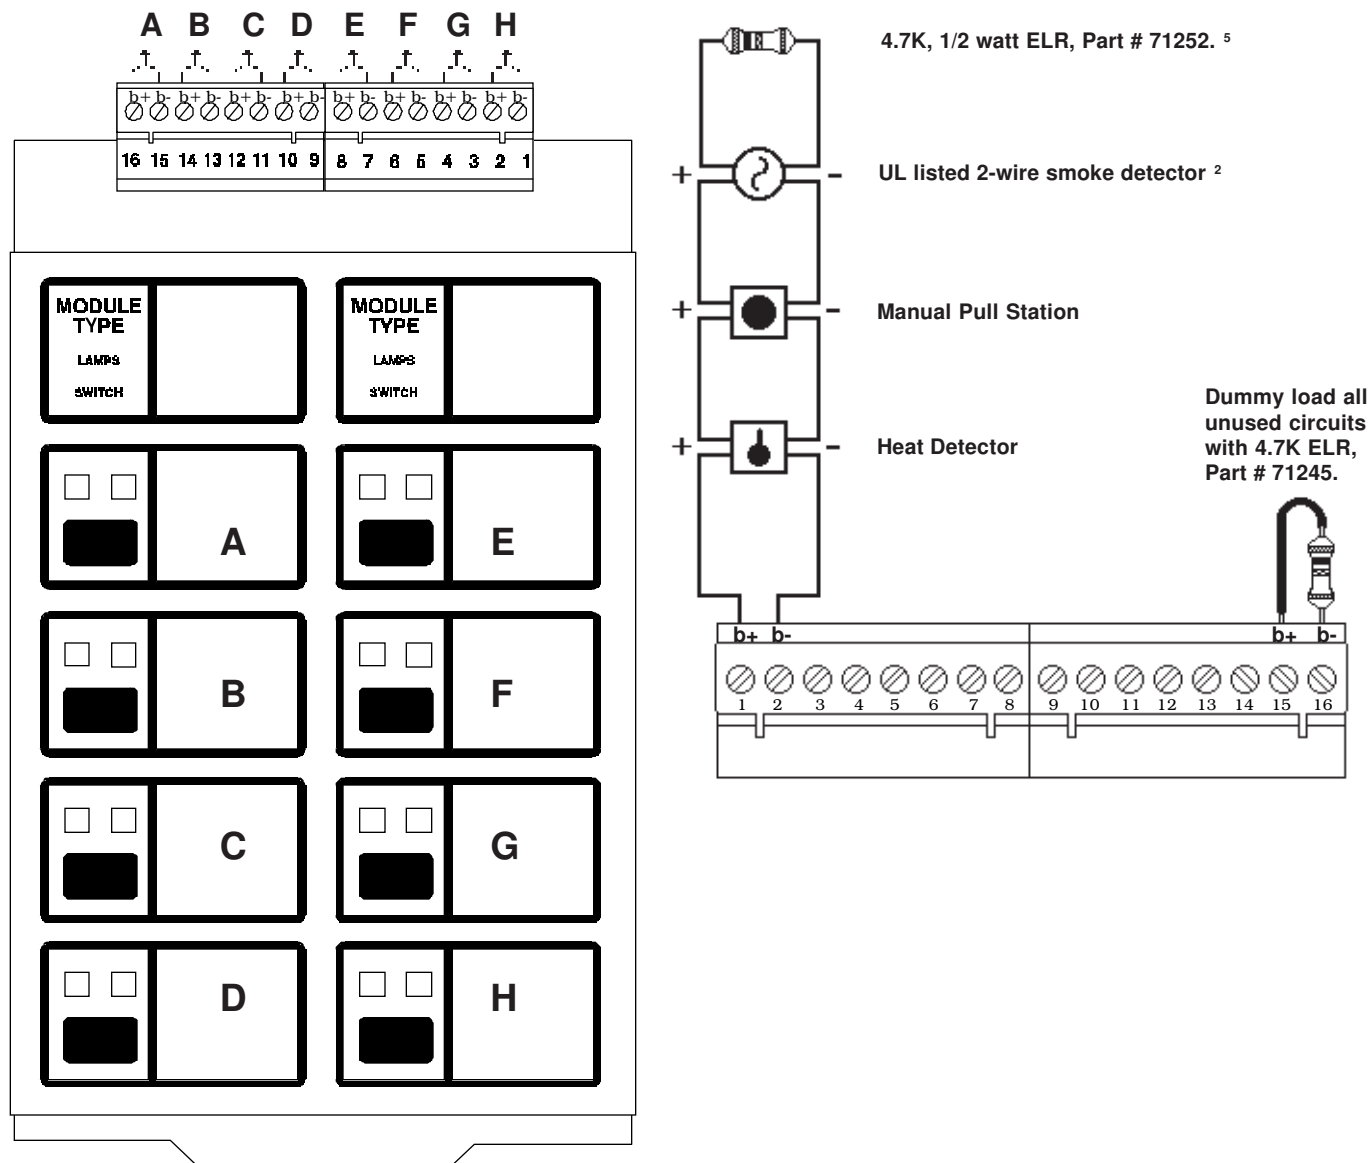 A B C D E F G H
b+ b- b+ b- b+ b- b+ b- b+ b- b+ b- b+ b- b+ b-
16 15 14 13 12 11 10 9 8 7 6 5 4 3 2 1
MODULE
TYPE
LAMPS
SWITCH
MODULE
TYPE
LAMPS
SWITCH
A
E
B
F
C
G
D
H
4.7K, 1/2 watt ELR, Part # 71252. 5
+ - UL listed 2-wire smoke detector 2
+ - Manual Pull Station
+ - Heat Detector
Dummy load all
unused circuits
with 4.7K ELR,
Part # 71245.
b+ b- b+ b-
1 2 3 4 5 6 7 8 9 10 11 12 13 14 15 16